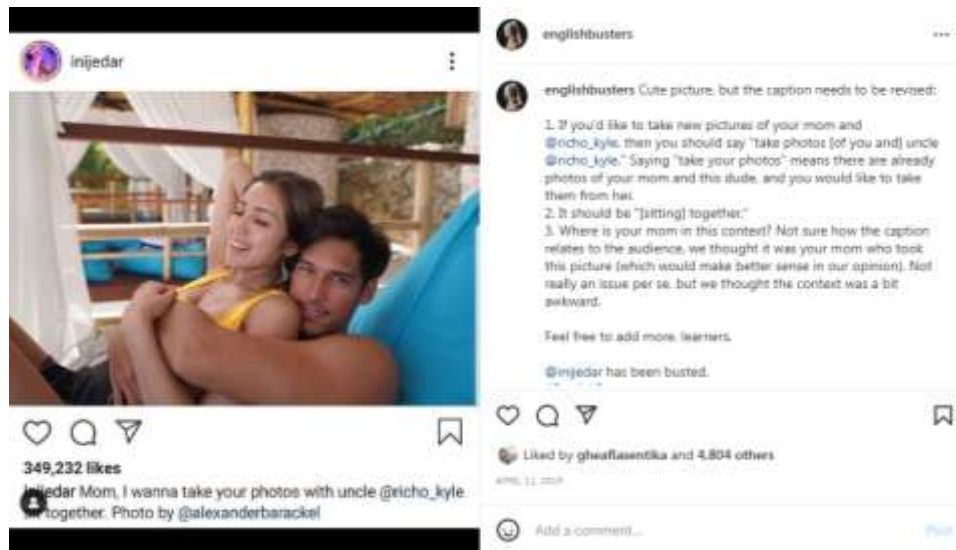 inijedar
349,232 likes
inijedar Mom, I wanna take your photos with uncle @richo_kyle
together. Photo by @alexanderbarackel
englishbusters
englishbusters Cute picture, but the caption needs to be revised:
1. If you'd like to take new pictures of your mom and
@richo_kyle, then you should say "take photos [of you and] uncle
@richo_kyle." Saying "take your photos" means there are already
photos of your mom and this dude, and you would like to take
them from her.
2. It should be "[sitting] together."
3. Where is your mom in this context? Not sure how the caption
relates to the audience, we thought it was your mom who took
this picture (which would make better sense in our opinion). Not
really an issue per se, but we thought the context was a bit
awkward.
Feel free to add more, learners.
@inijedar has been busted.
Liked by gheaflasentika and 4,804 others
APRIL 11, 2019
Add a comment...
Post